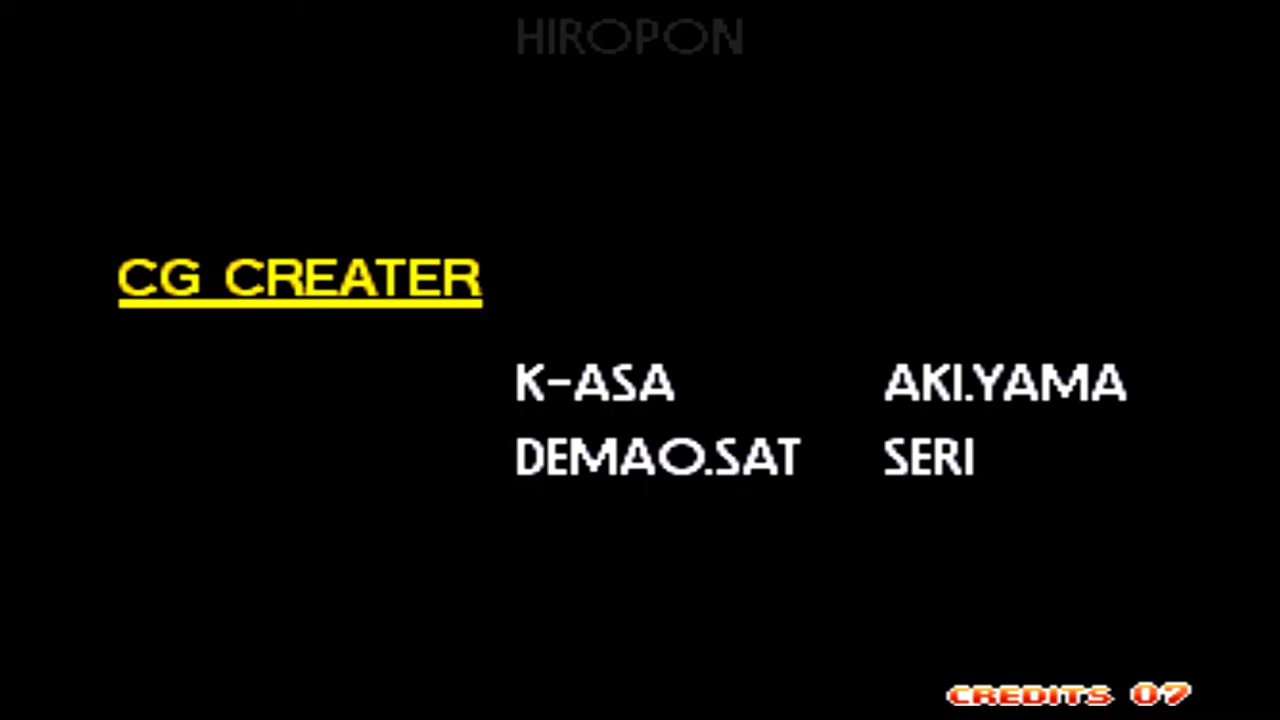 HIROPON
CG CREATER
K-ASA AKI.YAMA
DEMAO.SAT SERI
CREDITS 07